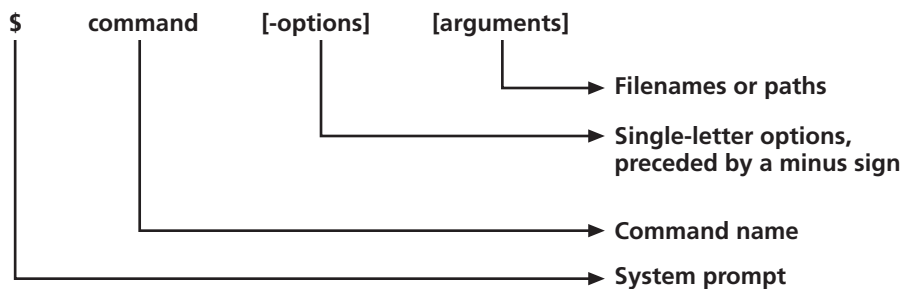 $ command [-options] [arguments]
Filenames or paths
Single-letter options,
preceded by a minus sign
Command name
System prompt